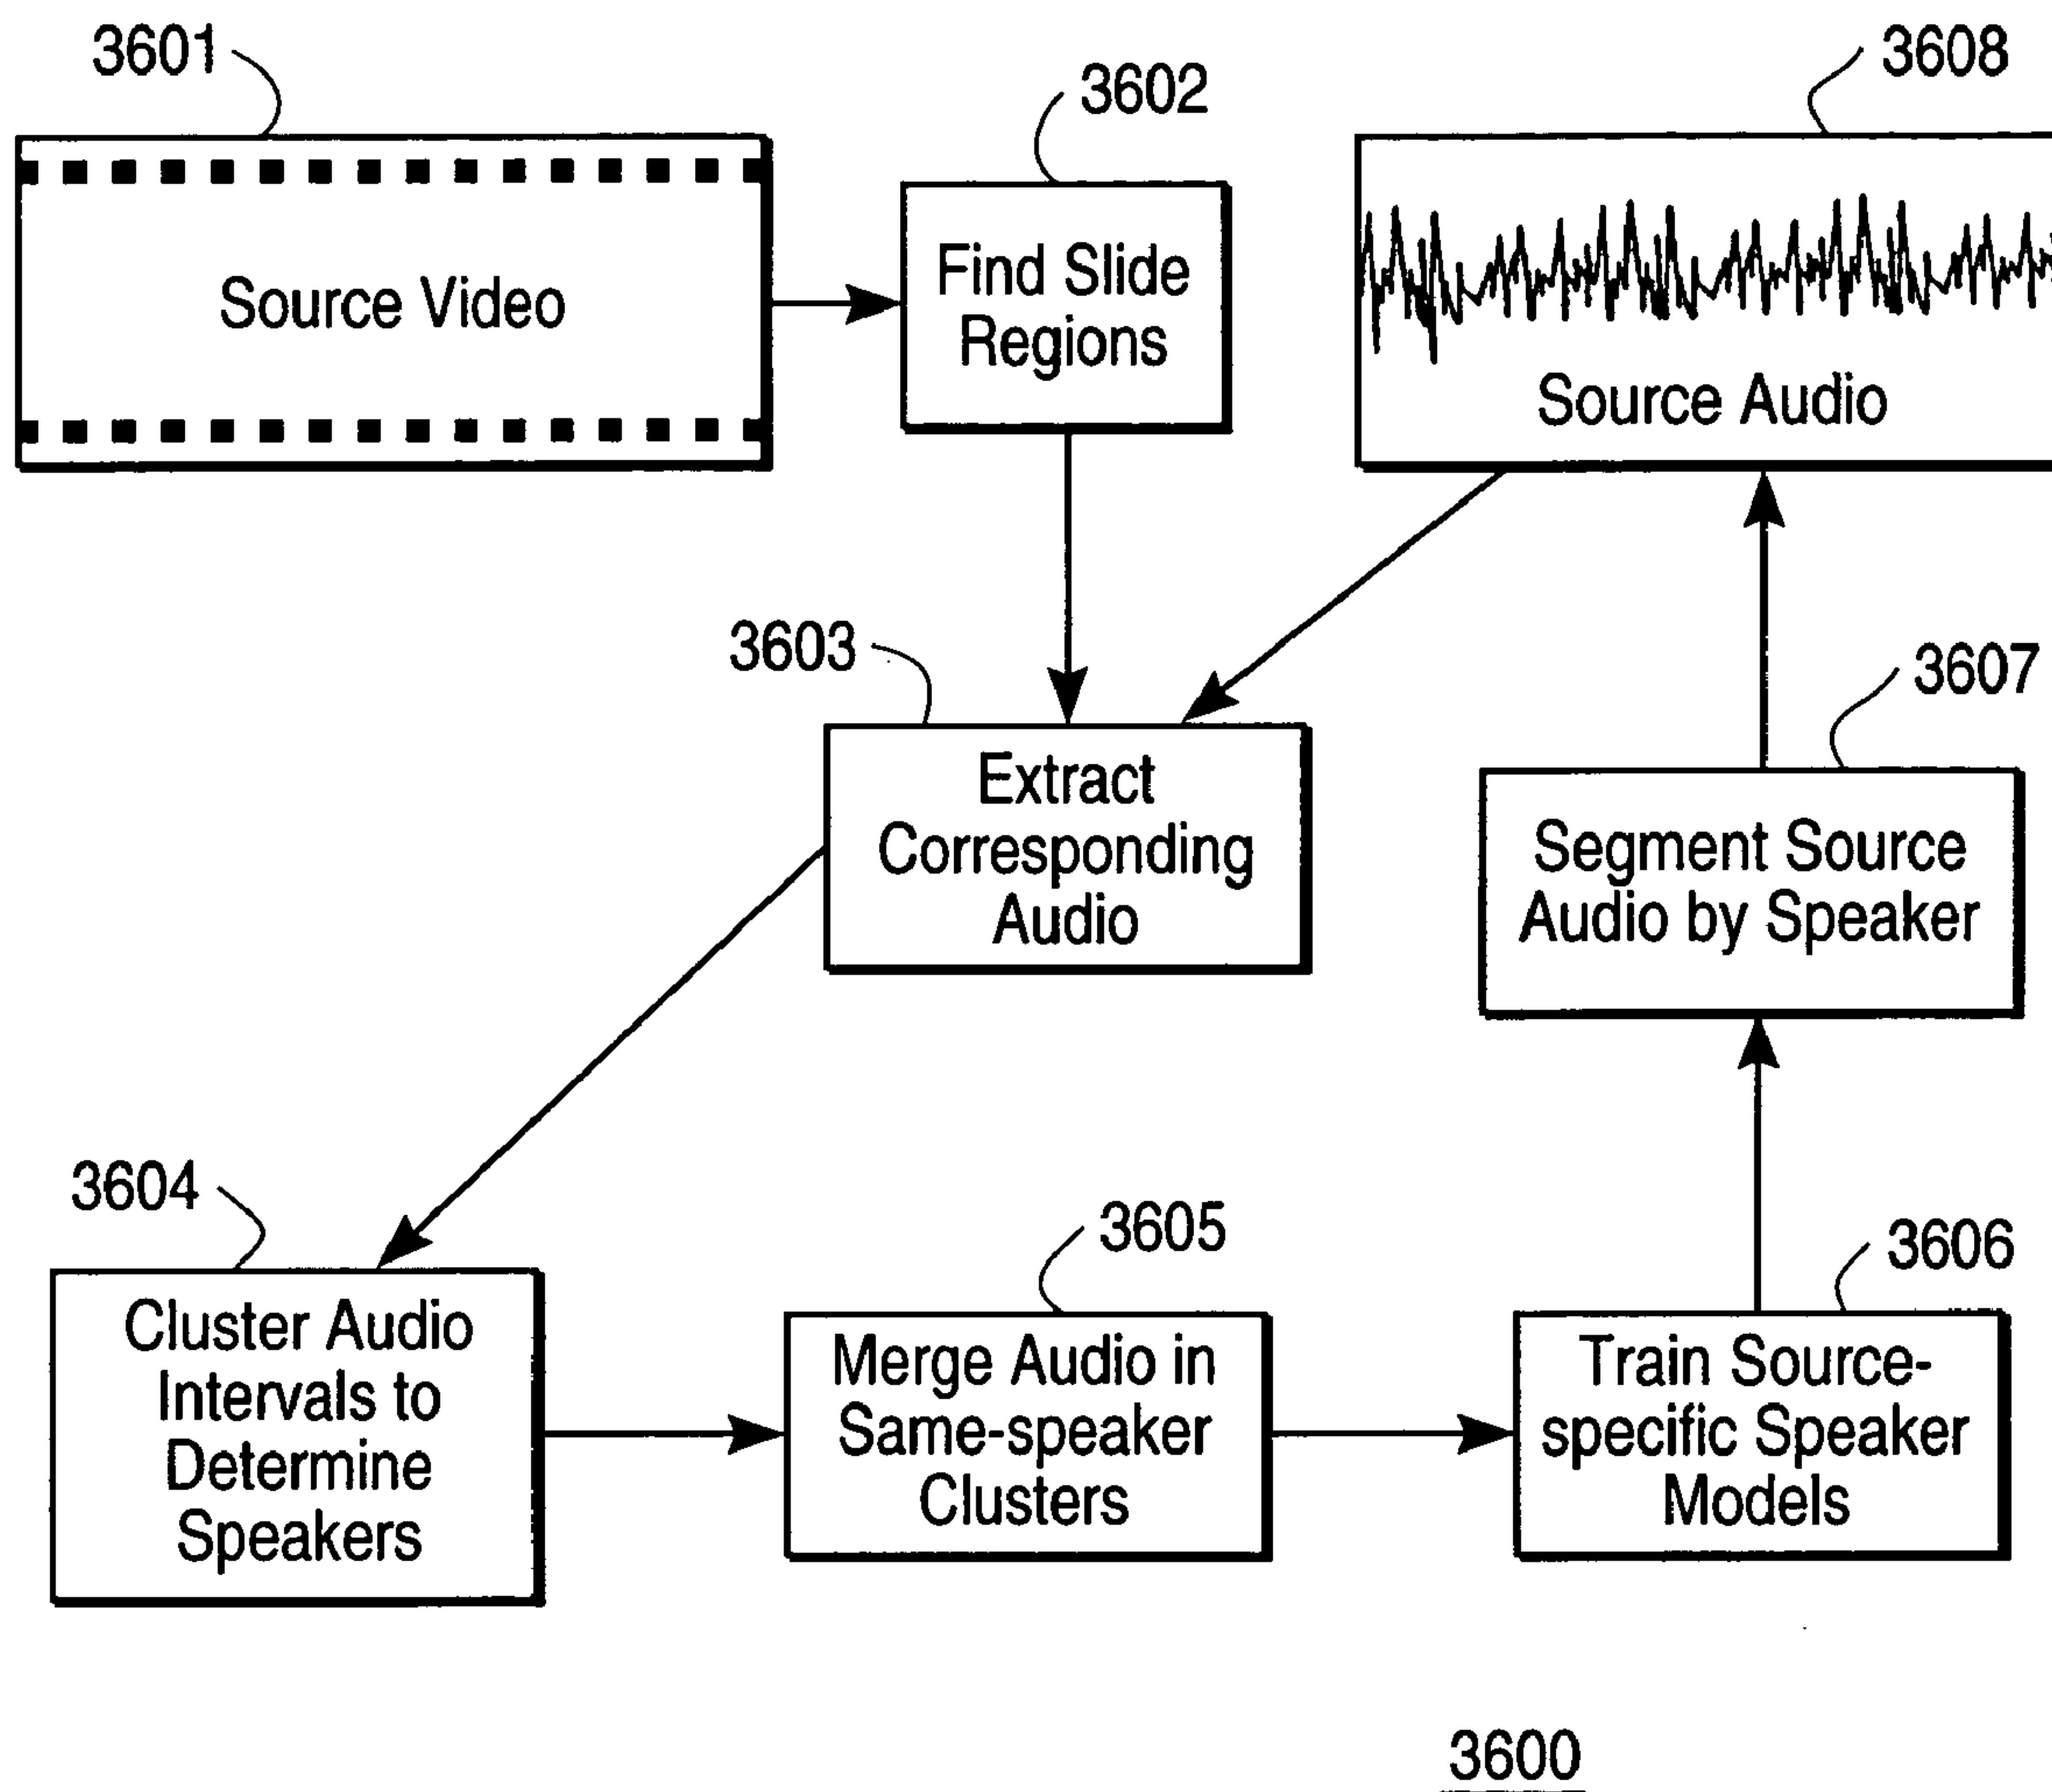 3601
3602
3608
Source Video
Find Slide
Regions
Source Audio
3603
3607
Extract
Corresponding
Audio
Segment Source
Audio by Speaker
3604
3605
3606
Cluster Audio
Intervals to
Determine
Speakers
Merge Audio in
Same-speaker
Clusters
Train Source-
specific Speaker
Models
3600